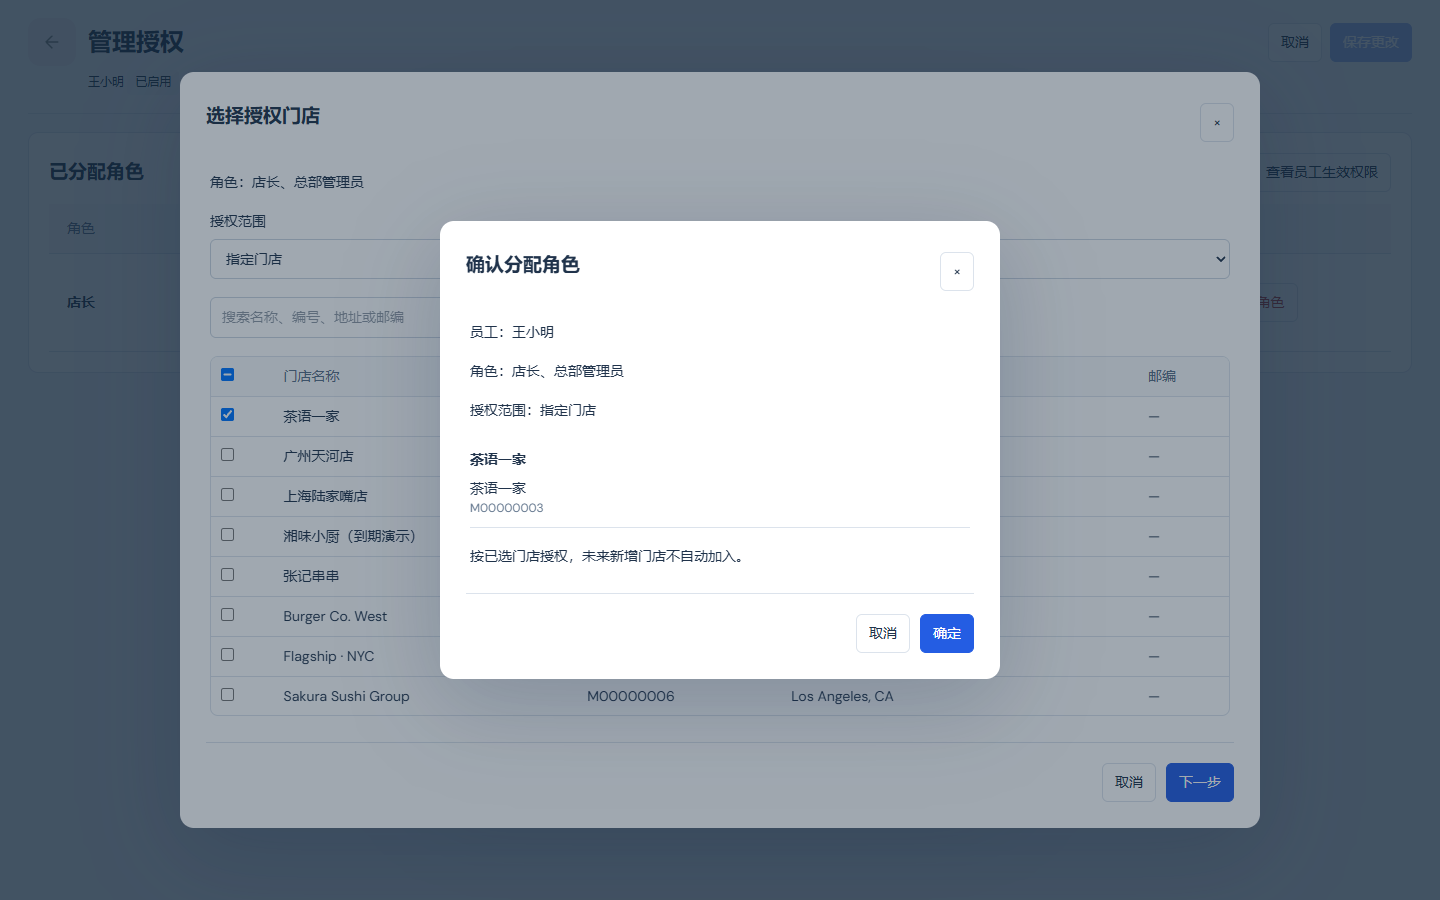 管理授权
取消
保存更改
王小明 已启用
选择授权门店
×
已分配角色
查看员工生效权限
角色：店长、总部管理员
授权范围
角色
指定门店
店长
角色
搜索名称、编号、地址或邮编
门店名称
邮编
茶语一家
—
广州天河店
—
上海陆家嘴店
—
湘味小厨（到期演示）
—
张记串串
—
Burger Co. West
—
Flagship · NYC
—
Sakura Sushi Group M00000006 Los Angeles, CA —
取消
下一步
确认分配角色
×
员工：王小明
角色：店长、总部管理员
授权范围：指定门店
茶语一家
茶语一家
M00000003
按已选门店授权，未来新增门店不自动加入。
取消
确定